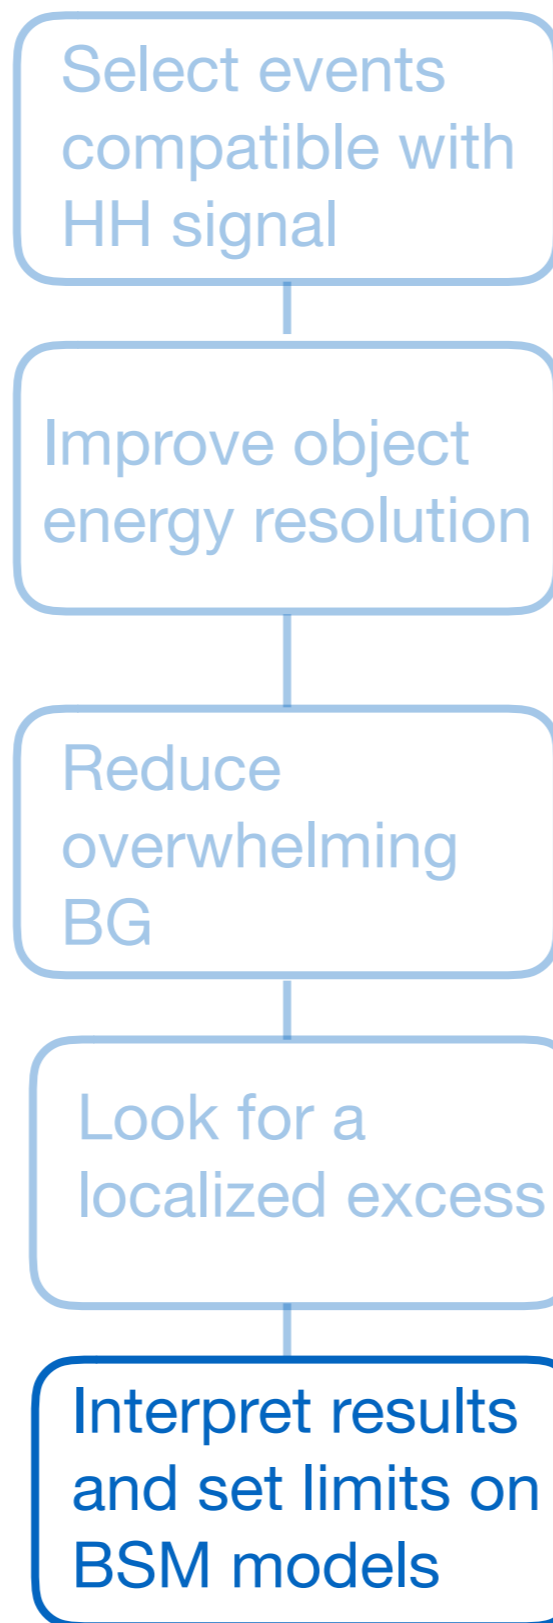 Select events
compatible with
HH signal
Improve object
energy resolution
Reduce
overwhelming
BG
Look for a
localized excess
Interpret results
and set limits on
BSM models